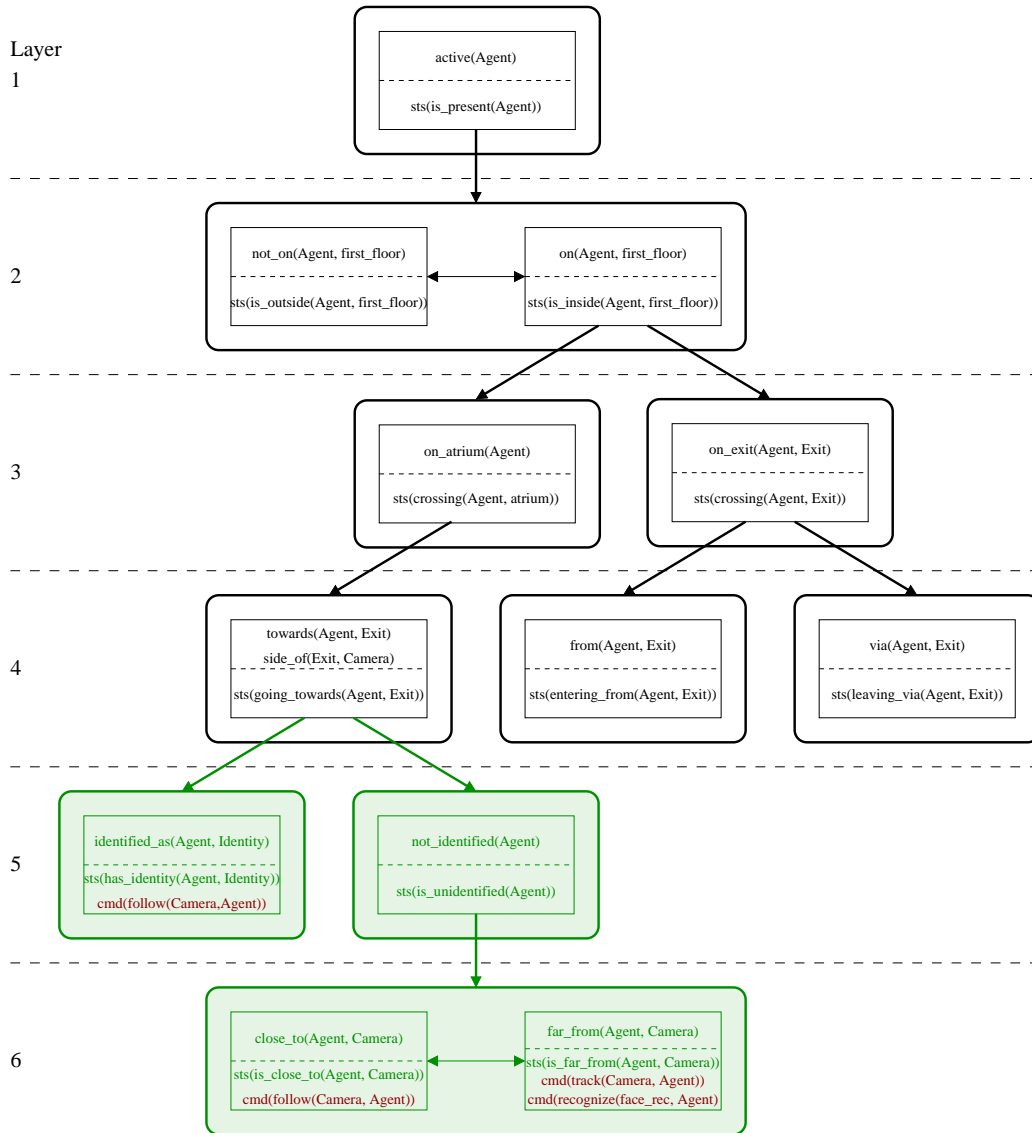 Layer
1
active(Agent)
sts(is_present(Agent))
2
not_on(Agent, first_floor)
sts(is_outside(Agent, first_floor))
on(Agent, first_floor)
sts(is_inside(Agent, first_floor))
3
on_atrium(Agent)
sts(crossing(Agent, atrium))
on_exit(Agent, Exit)
sts(crossing(Agent, Exit))
4
towards(Agent, Exit)
side_of(Exit, Camera)
sts(going_towards(Agent, Exit))
from(Agent, Exit)
sts(entering_from(Agent, Exit))
via(Agent, Exit)
sts(leaving_via(Agent, Exit))
5
identified_as(Agent, Identity)
sts(has_identity(Agent, Identity))
cmd(follow(Camera,Agent))
not_identified(Agent)
sts(is_unidentified(Agent))
6
close_to(Agent, Camera)
sts(is_close_to(Agent, Camera))
cmd(follow(Camera, Agent))
far_from(Agent, Camera)
sts(is_far_from(Agent, Camera))
cmd(track(Camera, Agent))
cmd(recognize(face_rec, Agent)